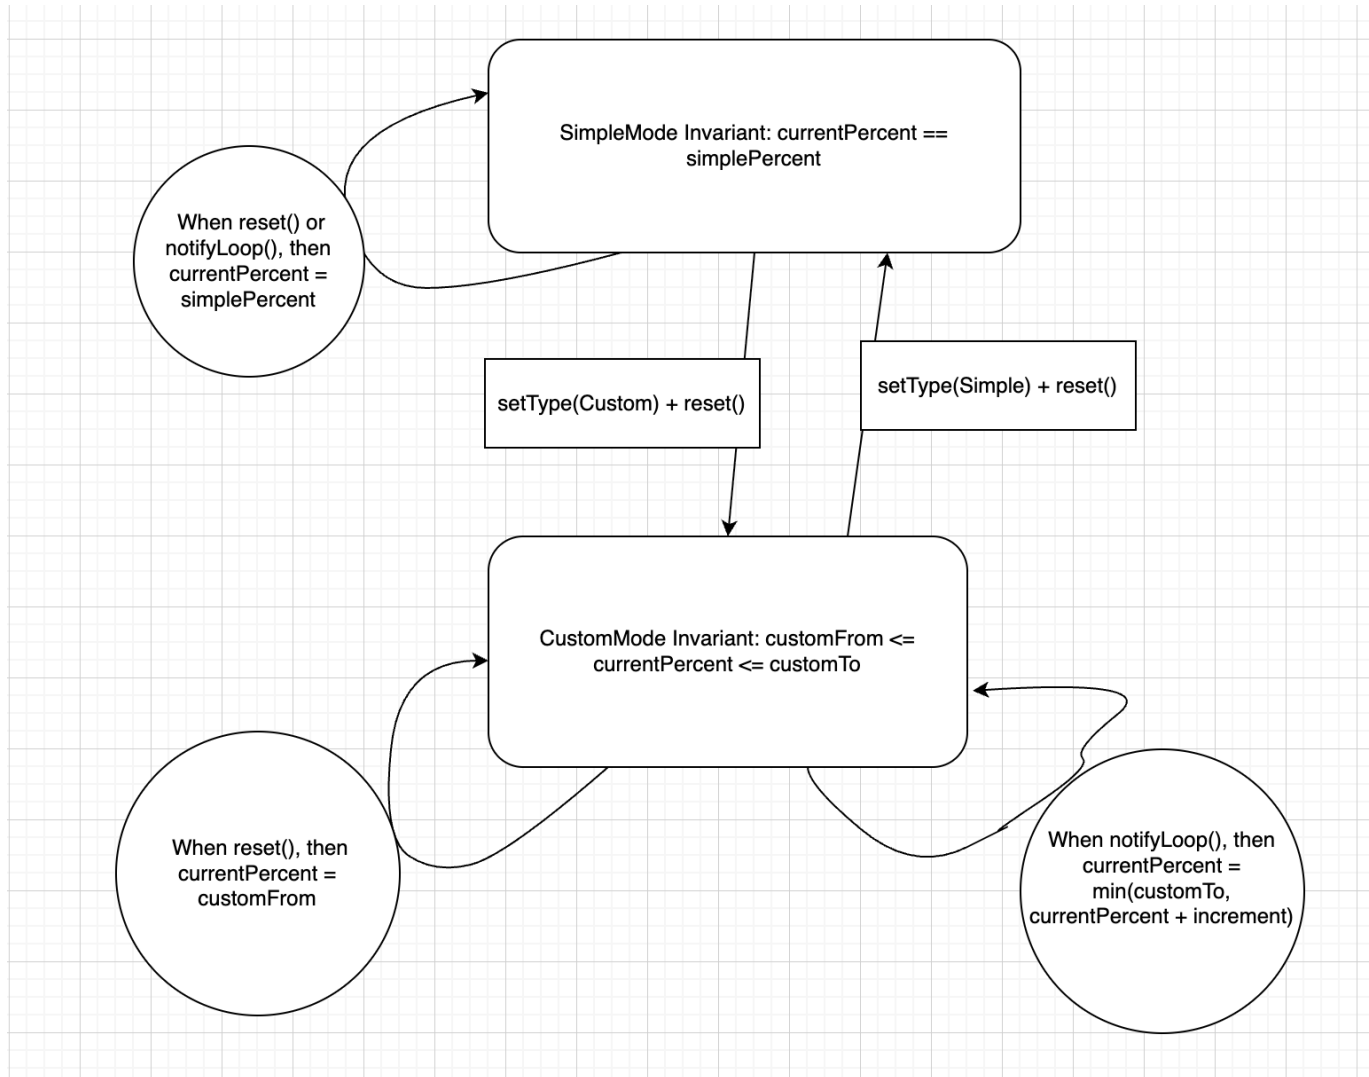 SimpleMode Invariant: currentPercent ==
simplePercent
When reset() or
notifyLoop(), then
currentPercent =
simplePercent
setType(Custom) + reset()
setType(Simple) + reset()
CustomMode Invariant: customFrom <=
currentPercent <= customTo
When reset(), then
currentPercent =
customFrom
When notifyLoop(), then
currentPercent =
min(customTo,
currentPercent + increment)